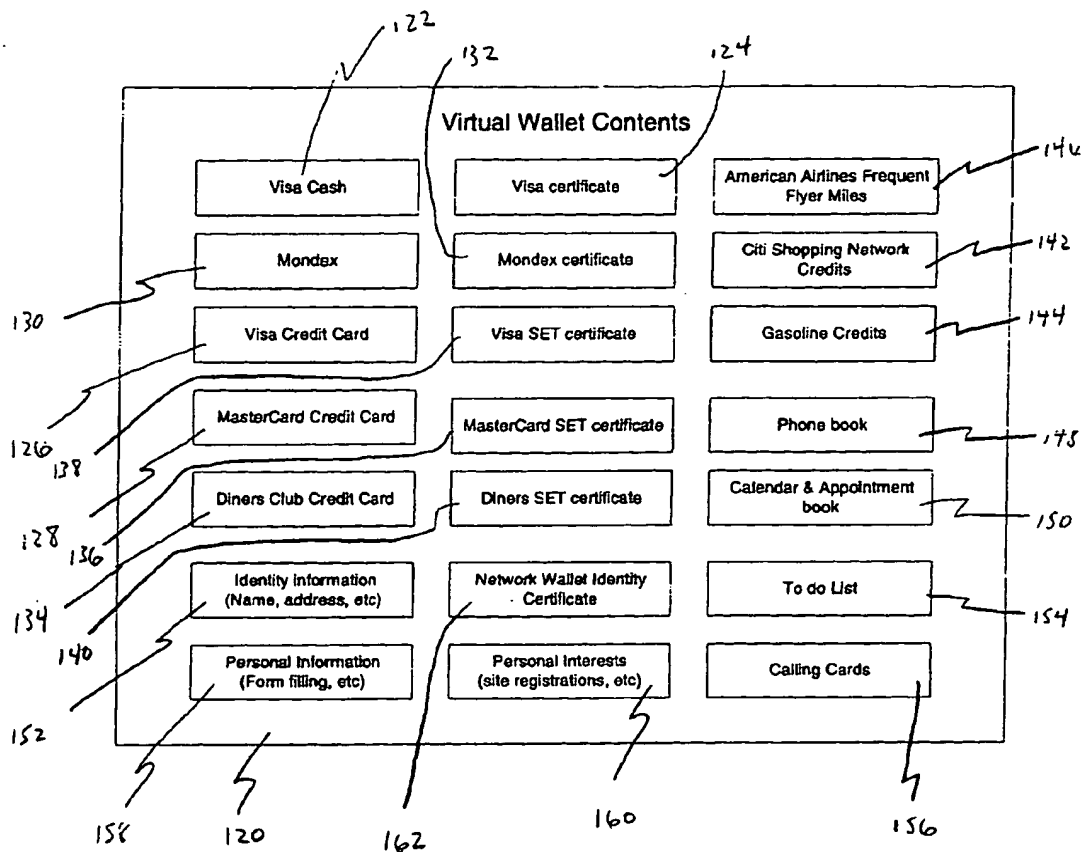 122
132
124
Virtual Wallet Contents
Visa Cash
Visa certificate
American Airlines Frequent
Flyer Miles
146
Mondex
Mondex certificate
Citi Shopping Network
Credits
142
130
Visa Credit Card
Visa SET certificate
Gasoline Credits
144
126
138
MasterCard Credit Card
MasterCard SET certificate
Phone book
148
128
136
Diners Club Credit Card
Diners SET certificate
Calendar & Appointment
book
150
134
140
Identity Information
(Name, address, etc)
Network Wallet Identity
Certificate
To do List
154
152
Personal Information
(Form filling, etc)
Personal Interests
(site registrations, etc)
Calling Cards
158
120
162
160
156